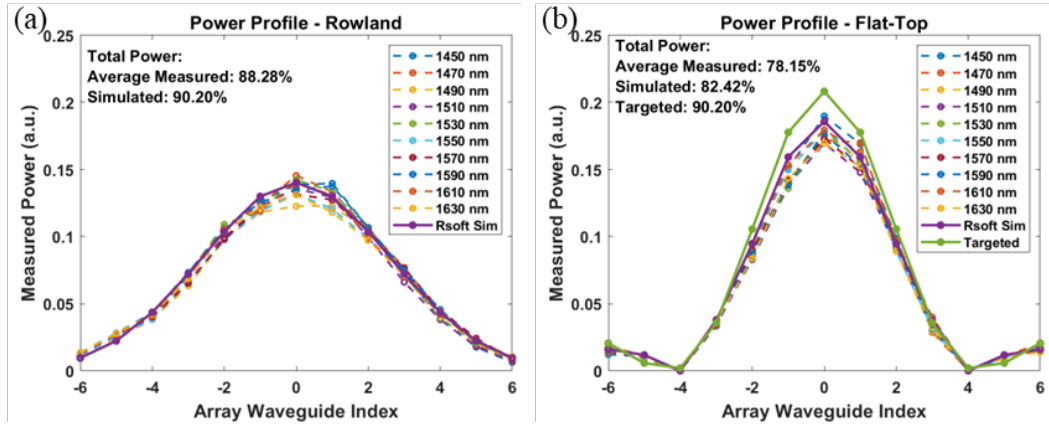 (a)
Power Profile - Rowland
Total Power:
Average Measured: 88.28%
Simulated: 90.20%
1450 nm
1470 nm
1490 nm
1510 nm
1530 nm
1550 nm
1570 nm
1590 nm
1610 nm
1630 nm
Rsoft Sim
Measured Power (a.u.)
0.25
0.2
0.15
0.1
0.05
0
-6
-4
-2
0
2
4
6
Array Waveguide Index
(b)
Power Profile - Flat-Top
Total Power:
Average Measured: 78.15%
Simulated: 82.42%
Targeted: 90.20%
1450 nm
1470 nm
1490 nm
1510 nm
1530 nm
1550 nm
1570 nm
1590 nm
1610 nm
1630 nm
Rsoft Sim
Targeted
Measured Power (a.u.)
0.25
0.2
0.15
0.1
0.05
0
-6
-4
-2
0
2
4
6
Array Waveguide Index